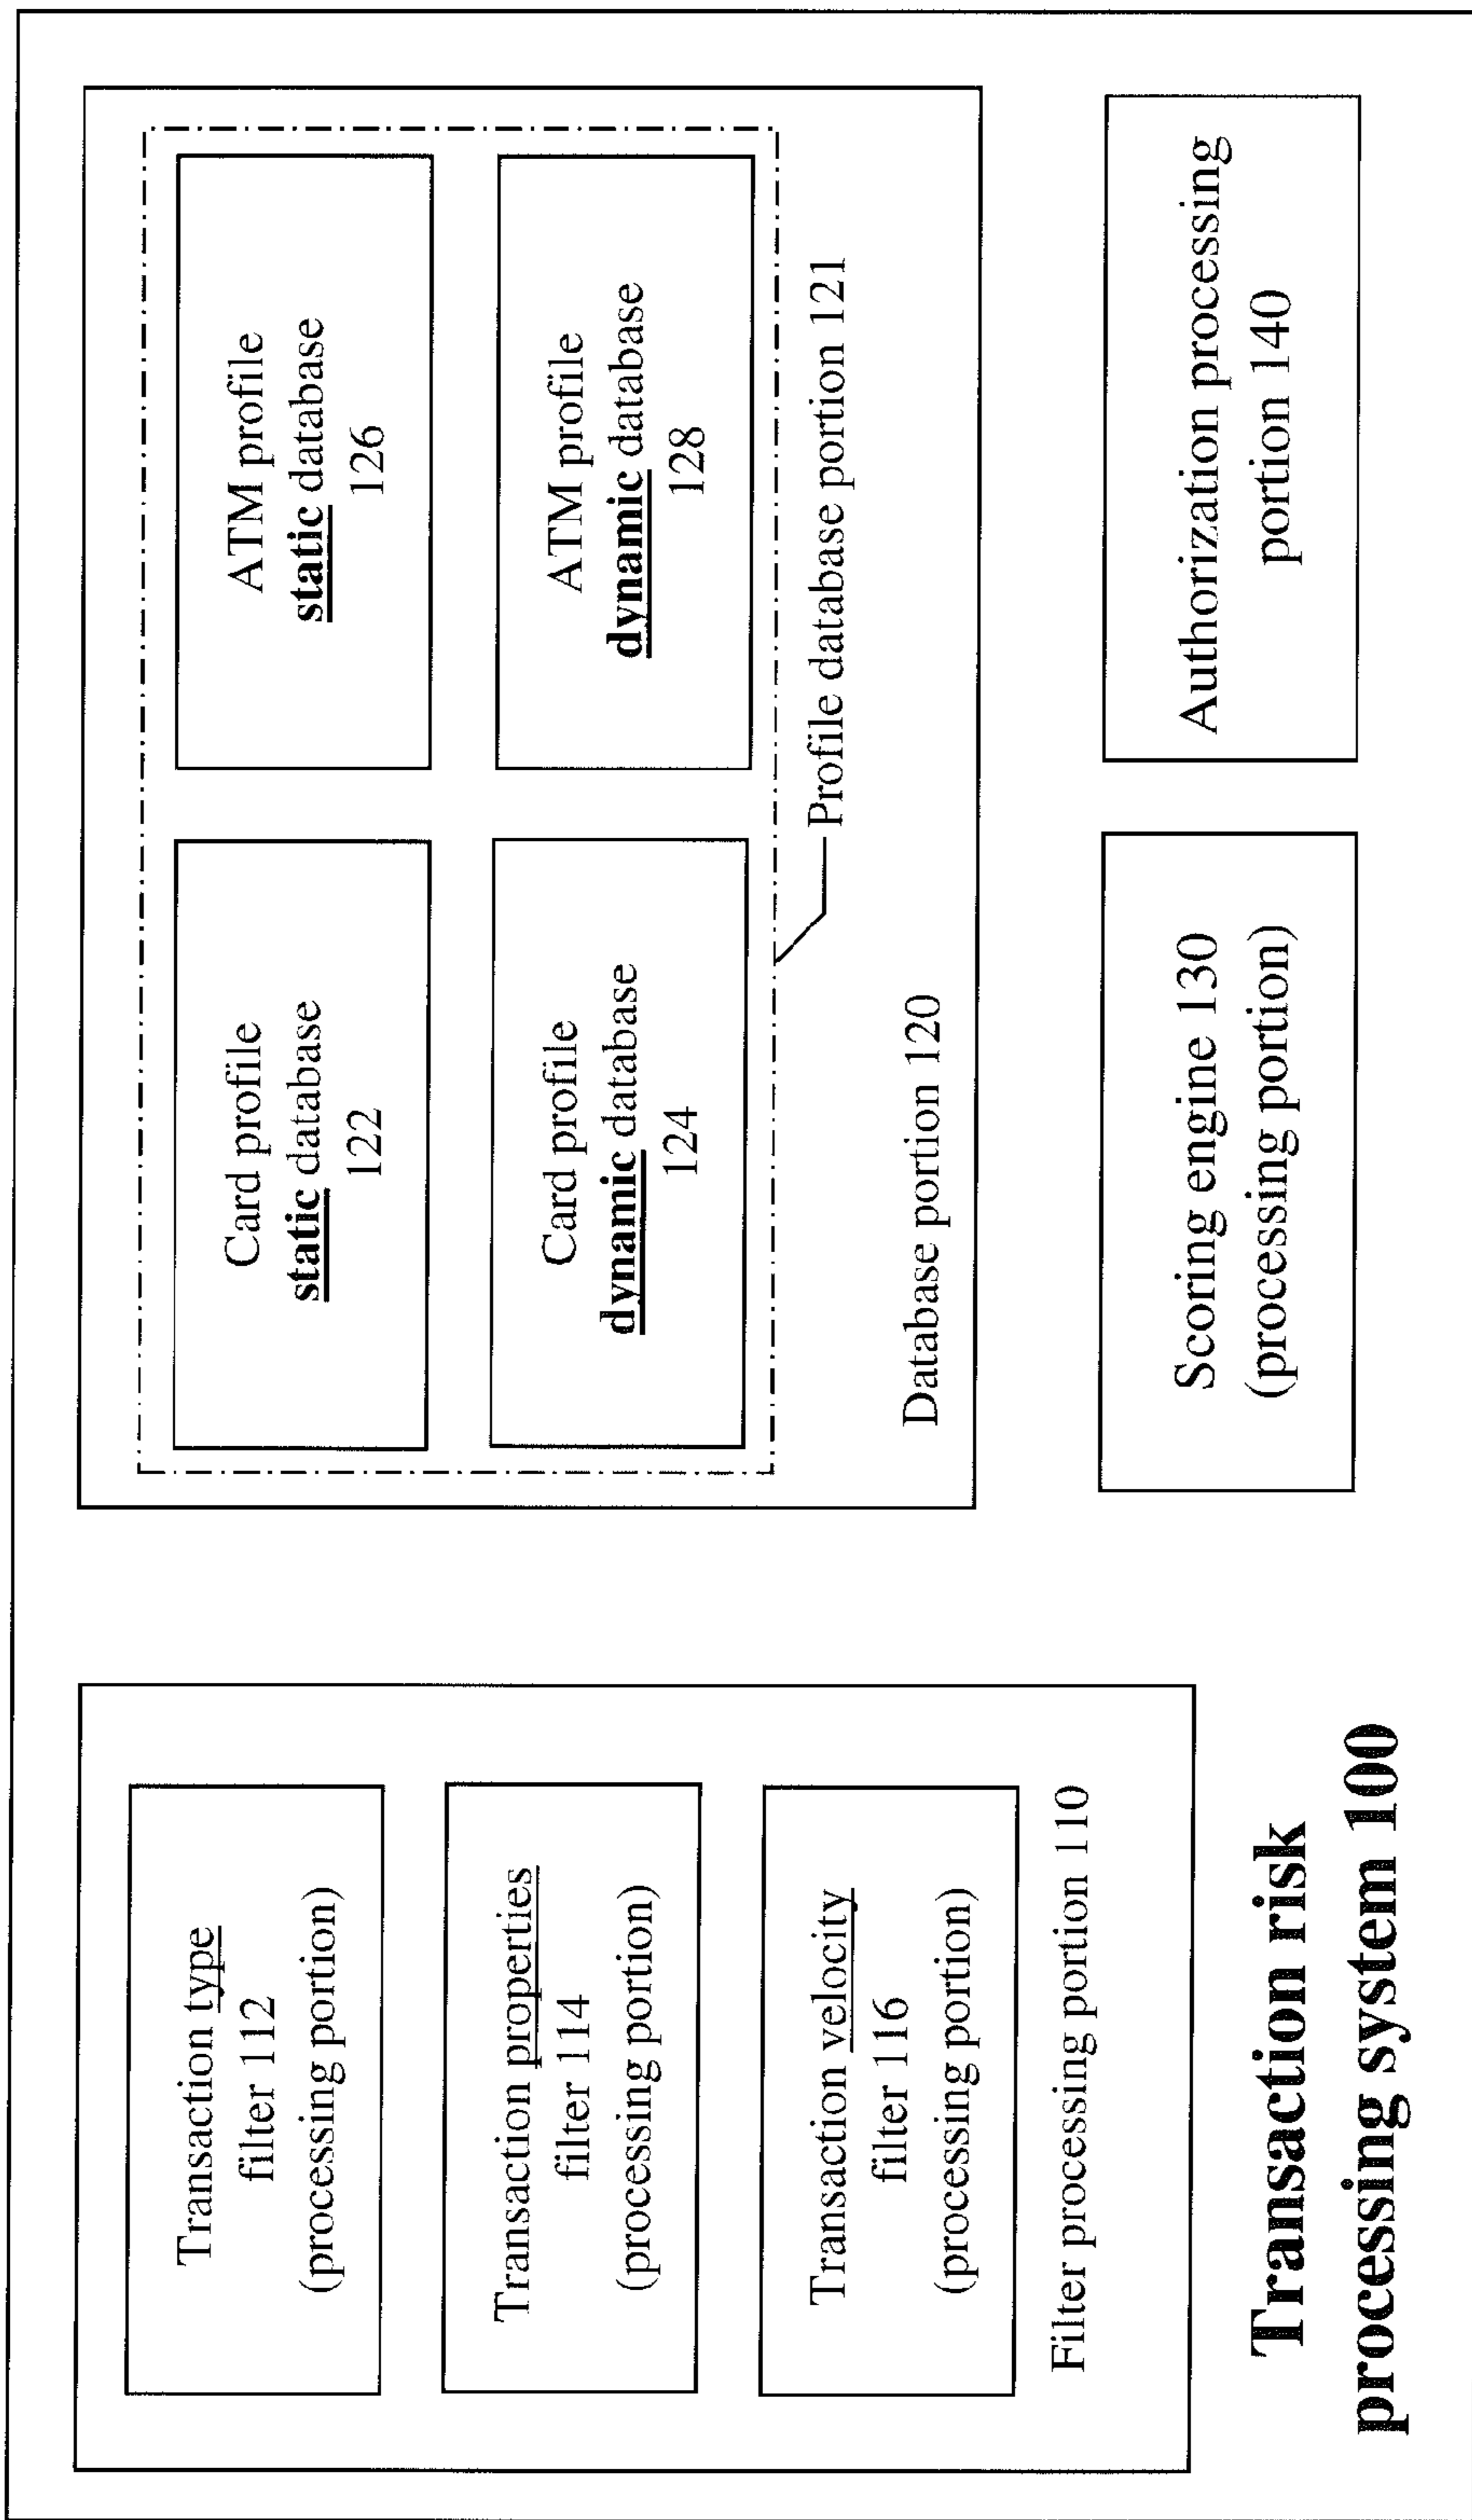 Transaction type
filter 112
(processing portion)
Transaction properties
filter 114
(processing portion)
Transaction velocity
filter 116
(processing portion)
Filter processing portion 110
Transaction risk
processing system 100
Card profile
static database
122
ATM profile
static database
126
Card profile
dynamic database
124
ATM profile
dynamic database
128
Profile database portion 121
Database portion 120
Scoring engine 130
(processing portion)
Authorization processing
portion 140